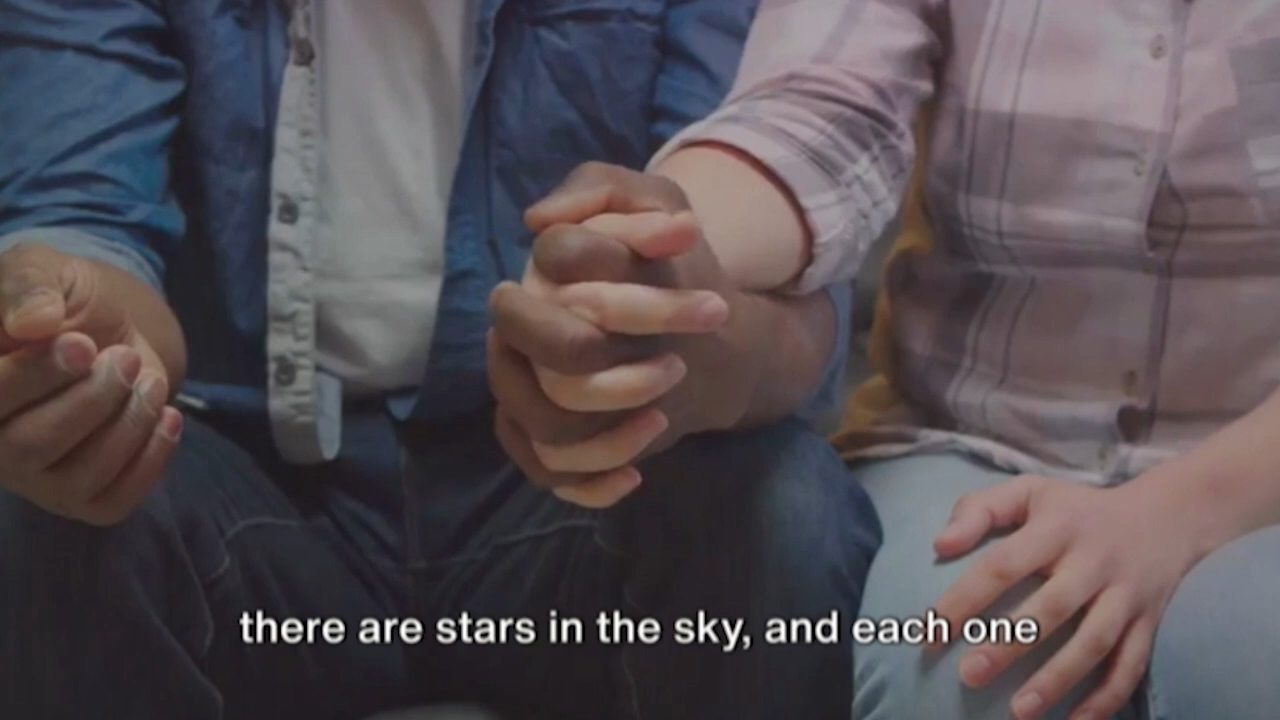 there are stars in the sky, and each one